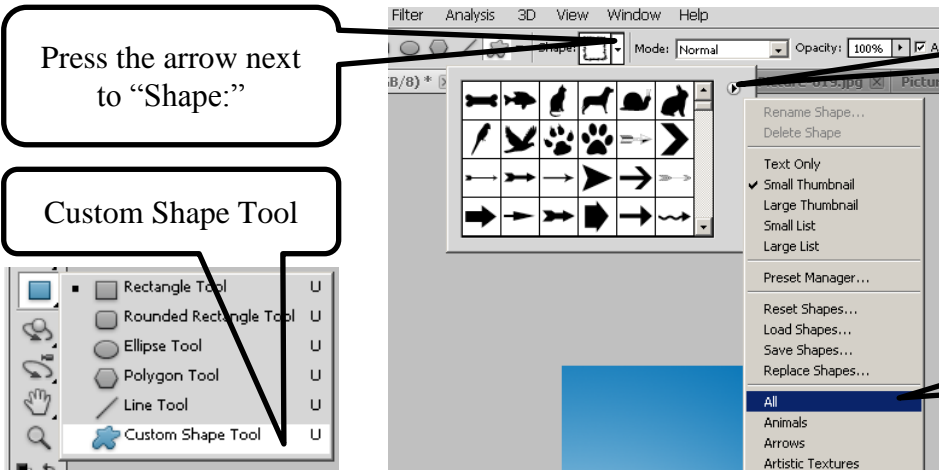 Filter Analysis 3D View Window Help
Press the arrow next
to “Shape:”
Shape: Mode: Normal Opacity: 100% A
B/8) *
Pictu
Rename Shape...
Delete Shape
Text Only
Small Thumbnail
Large Thumbnail
Small List
Large List
Preset Manager...
Reset Shapes...
Load Shapes...
Save Shapes...
Replace Shapes...
All
Animals
Arrows
Artistic Textures
Custom Shape Tool
Rectangle Tool U
Rounded Rectangle Tool U
Ellipse Tool U
Polygon Tool U
Line Tool U
Custom Shape Tool U